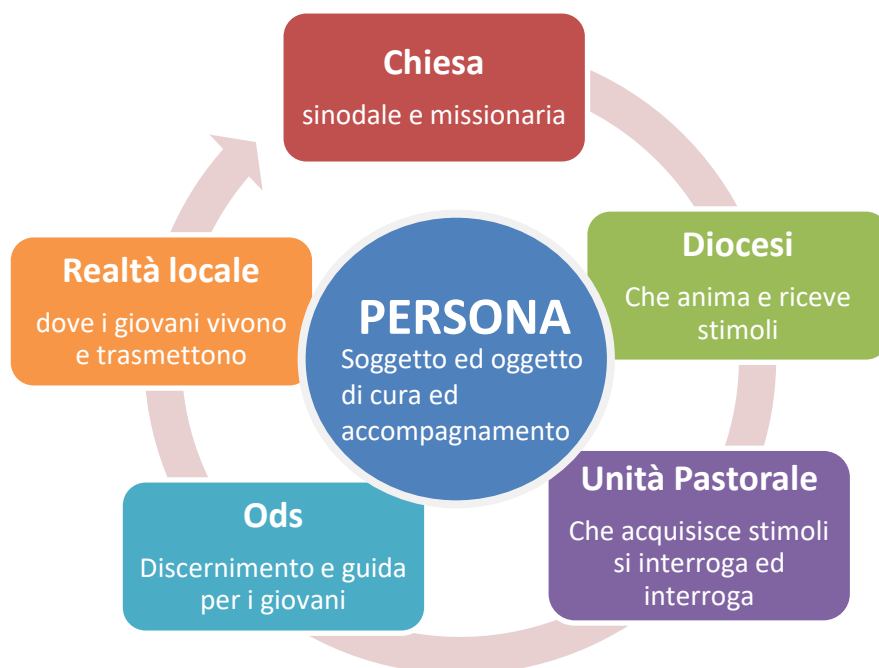 Chiesa
sinodale e missionaria
Diocesi
Che anima e riceve
stimoli
Unità Pastorale
Che acquisisce stimoli
si interroga ed
interroga
Ods
Discernimento e guida
per i giovani
Realtà locale
dove i giovani vivono
e trasmettono
PERSONA
Soggetto ed oggetto
di cura ed
accompagnamento